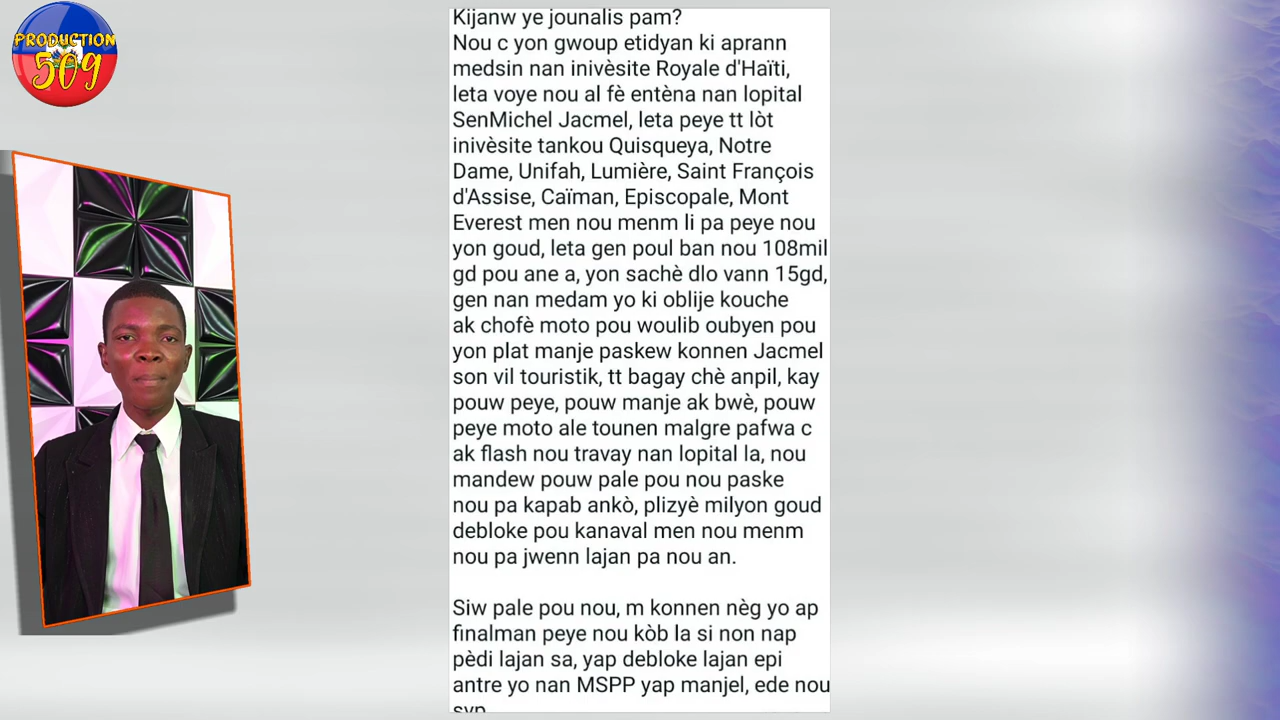 PRODUCTION
509
Kijanw ye jounalis pam?
Nou c yon gwoup etidyan ki aprann
medsin nan inivèsite Royale d'Haïti,
leta voye nou al fè entèna nan lopital
SenMichel Jacmel, leta peye tt lòt
inivèsite tankou Quisqueya, Notre
Dame, Unifah, Lumière, Saint François
d'Assise, Caïman, Episcopale, Mont
Everest men nou menm li pa peye nou
yon goud, leta gen poul ban nou 108mil
gd pou ane a, yon sachè dlo vann 15gd,
gen nan medam yo ki oblije kouche
ak chofè moto pou woulib oubyen pou
yon plat manje paskew konnen Jacmel
son vil touristik, tt bagay chè anpil, kay
pouw peye, pouw manje ak bwè, pouw
peye moto ale tounen malgre pafwa c
ak flash nou travay nan lopital la, nou
mandew pouw pale pou nou paske
nou pa kapab ankò, plizyè milyon goud
debloke pou kanaval men nou menm
nou pa jwenn lajan pa nou an.
Siw pale pou nou, m konnen nèg yo ap
finalman peye nou kòb la si non nap
pèdi lajan sa, yap debloke lajan epi
antre yo nan MSPP yap manjel, ede nou
svp